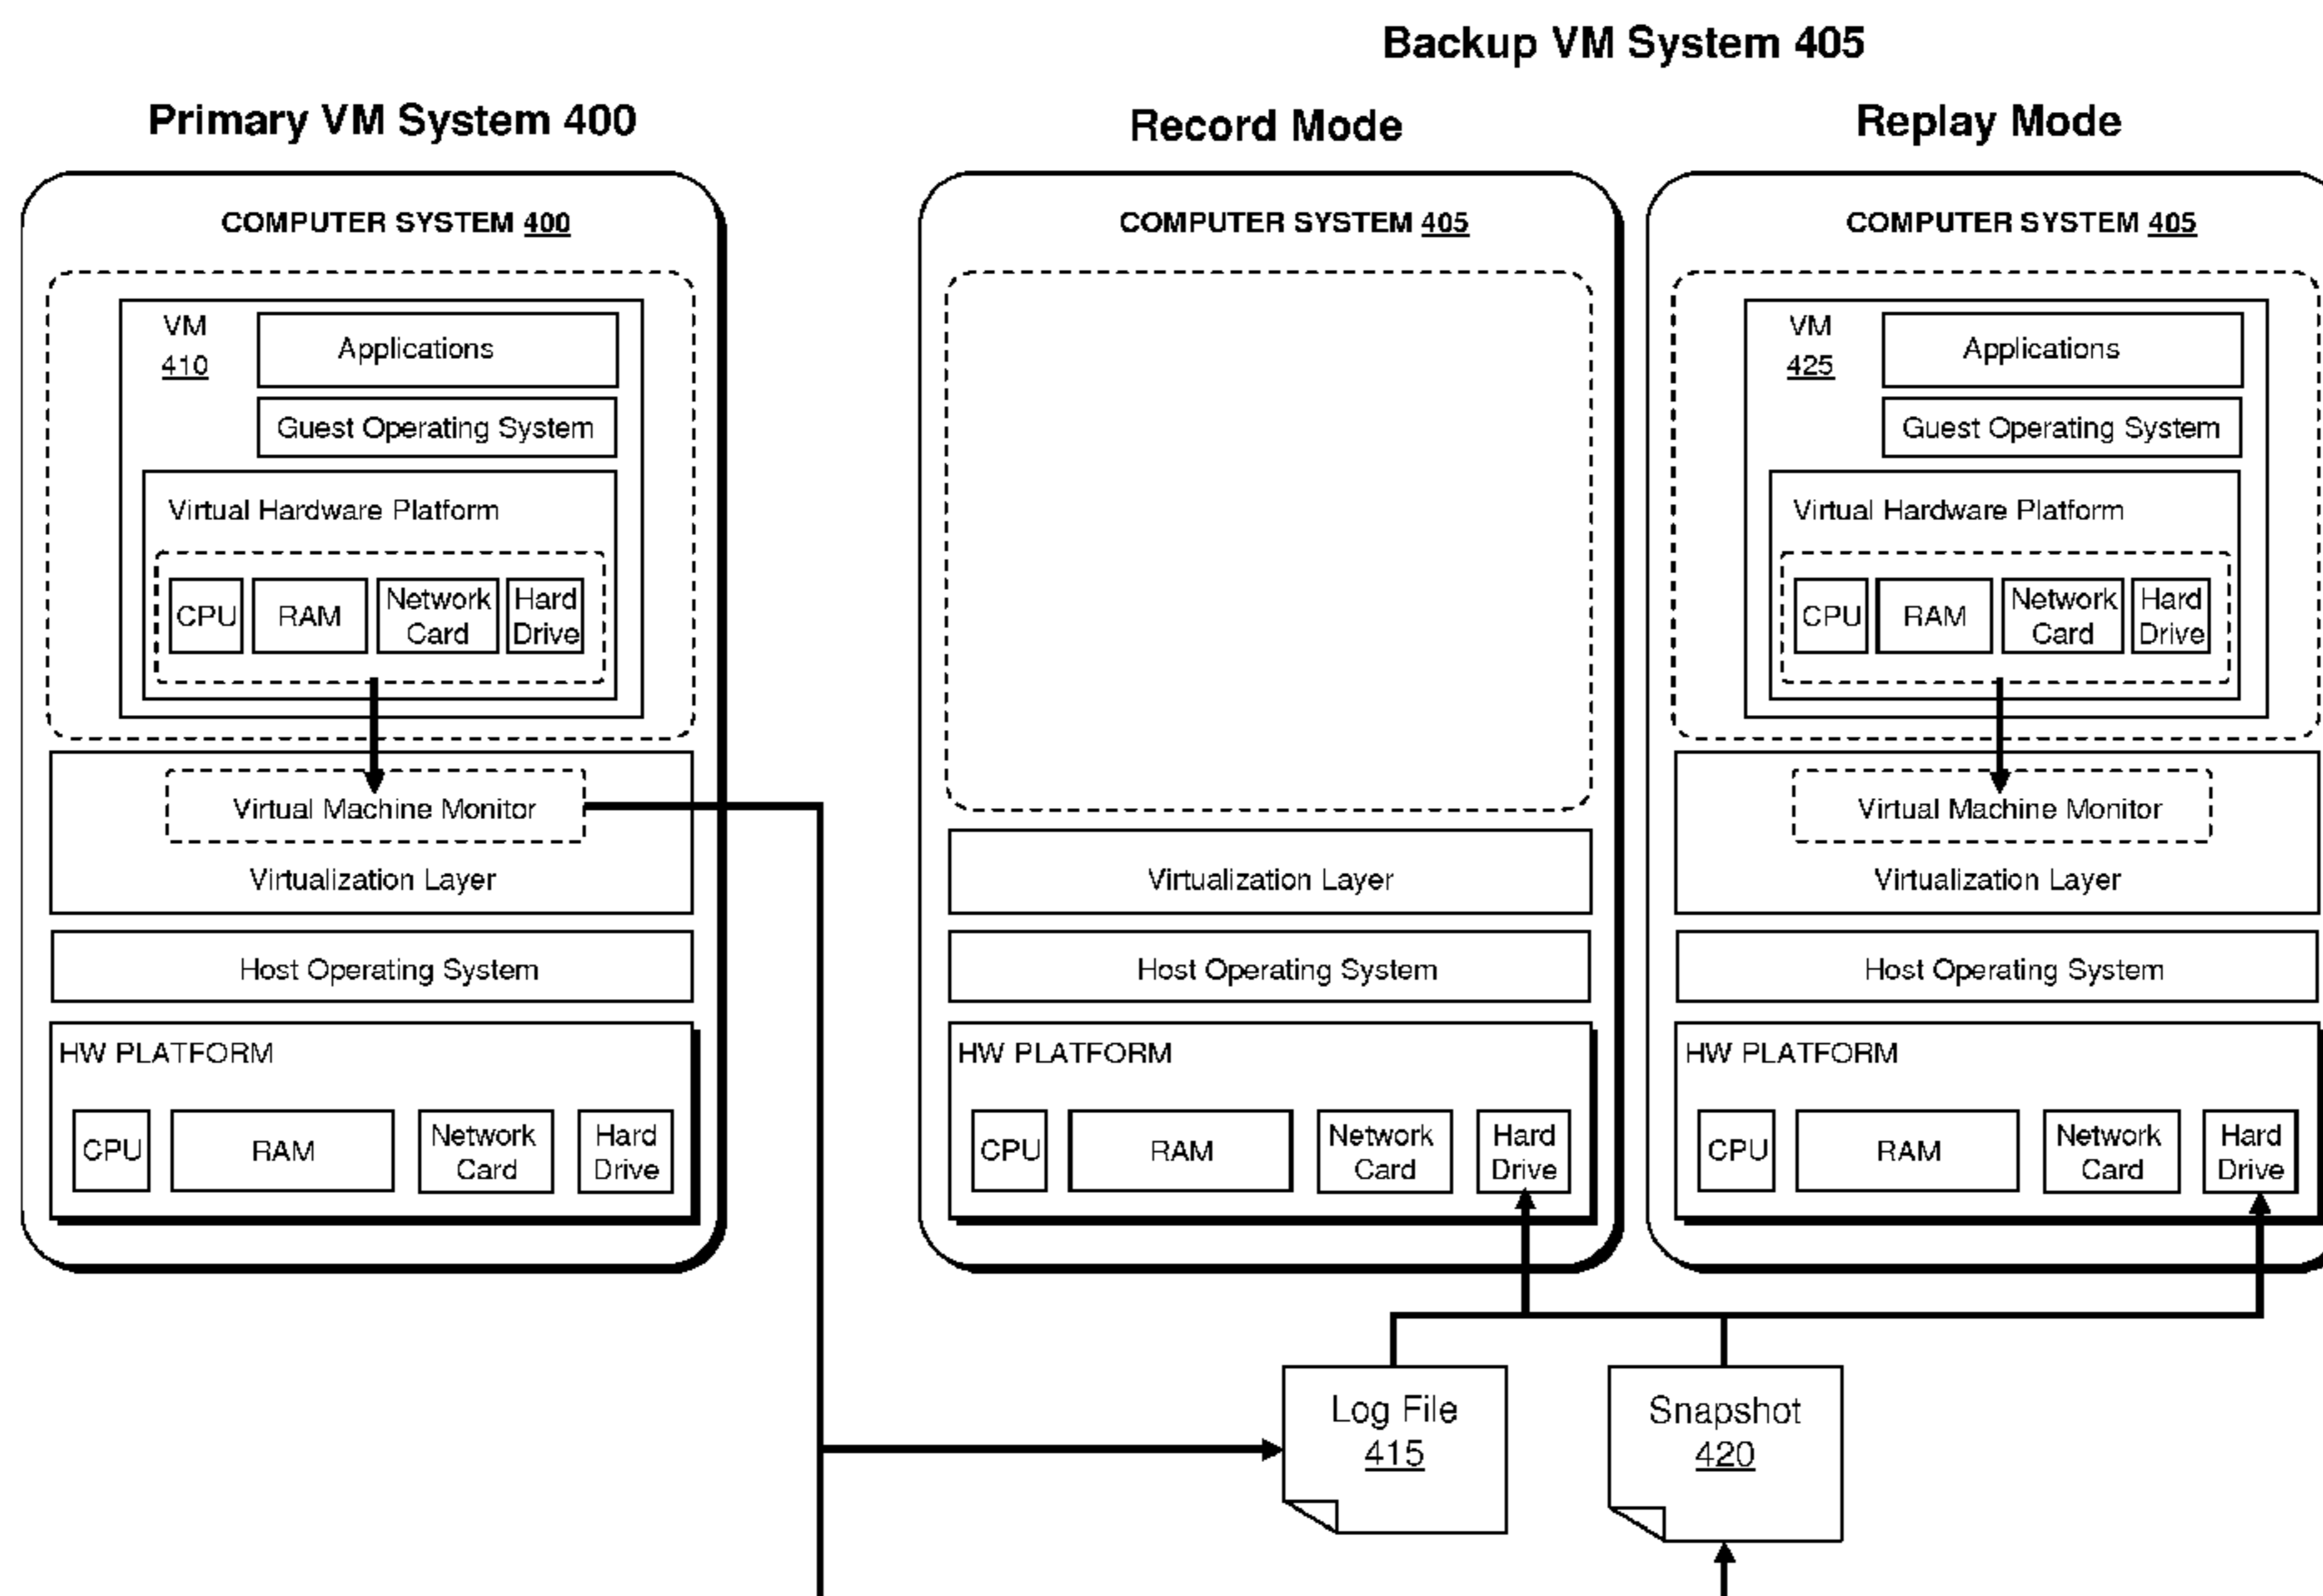 Backup VM System 405
Primary VM System 400
Record Mode
Replay Mode
COMPUTER SYSTEM 400
VM
410
Applications
Guest Operating System
Virtual Hardware Platform
CPU
RAM
Network
Card
Hard
Drive
Virtual Machine Monitor
Virtualization Layer
Host Operating System
HW PLATFORM
CPU
RAM
Network
Card
Hard
Drive
COMPUTER SYSTEM 405
Virtualization Layer
Host Operating System
HW PLATFORM
CPU
RAM
Network
Card
Hard
Drive
COMPUTER SYSTEM 405
VM
425
Applications
Guest Operating System
Virtual Hardware Platform
CPU
RAM
Network
Card
Hard
Drive
Virtual Machine Monitor
Virtualization Layer
Host Operating System
HW PLATFORM
CPU
RAM
Network
Card
Hard
Drive
Log File
415
Snapshot
420